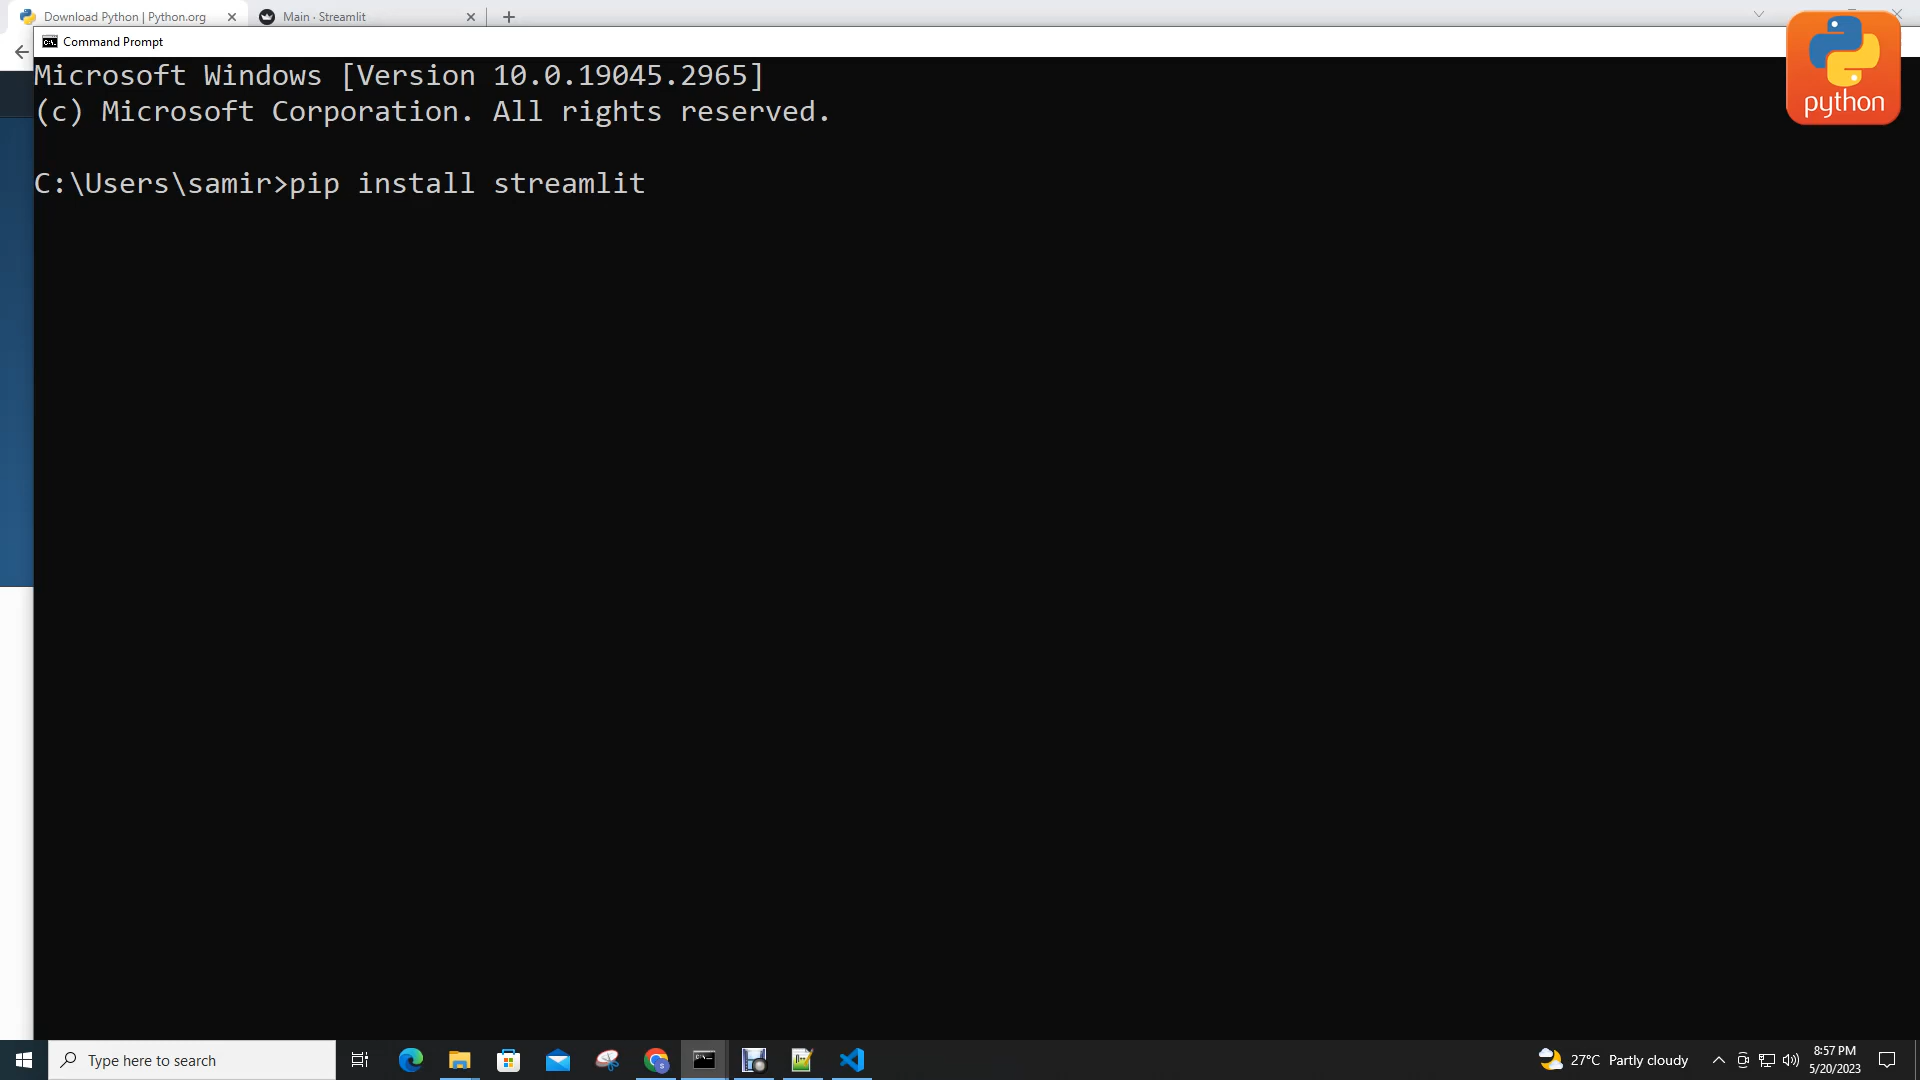 Download Python | Python.org
Main · Streamlit
Command Prompt
Microsoft Windows [Version 10.0.19045.2965]
(c) Microsoft Corporation. All rights reserved.
C:\Users\samir>pip install streamlit
python
Type here to search
27°C Partly cloudy
8:57 PM
5/20/2023